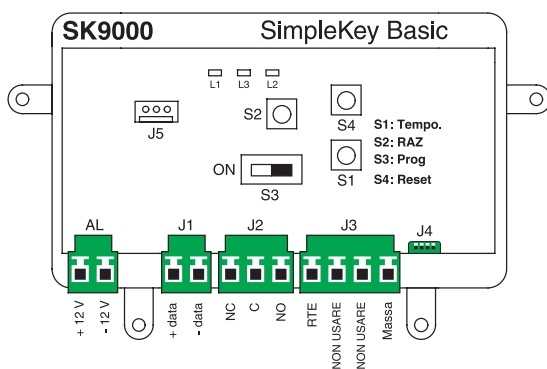 SK9000 SimpleKey Basic
L1 L3 L2
J5
S2
S4
ON
S3
S1
S1: Tempo.
S2: RAZ
S3: Prog
S4: Reset
AL J1 J2 J3 J4
+ 12 V
- 12 V
+ data
- data
NC
C
NO
RTE
NON USARE
NON USARE
Massa